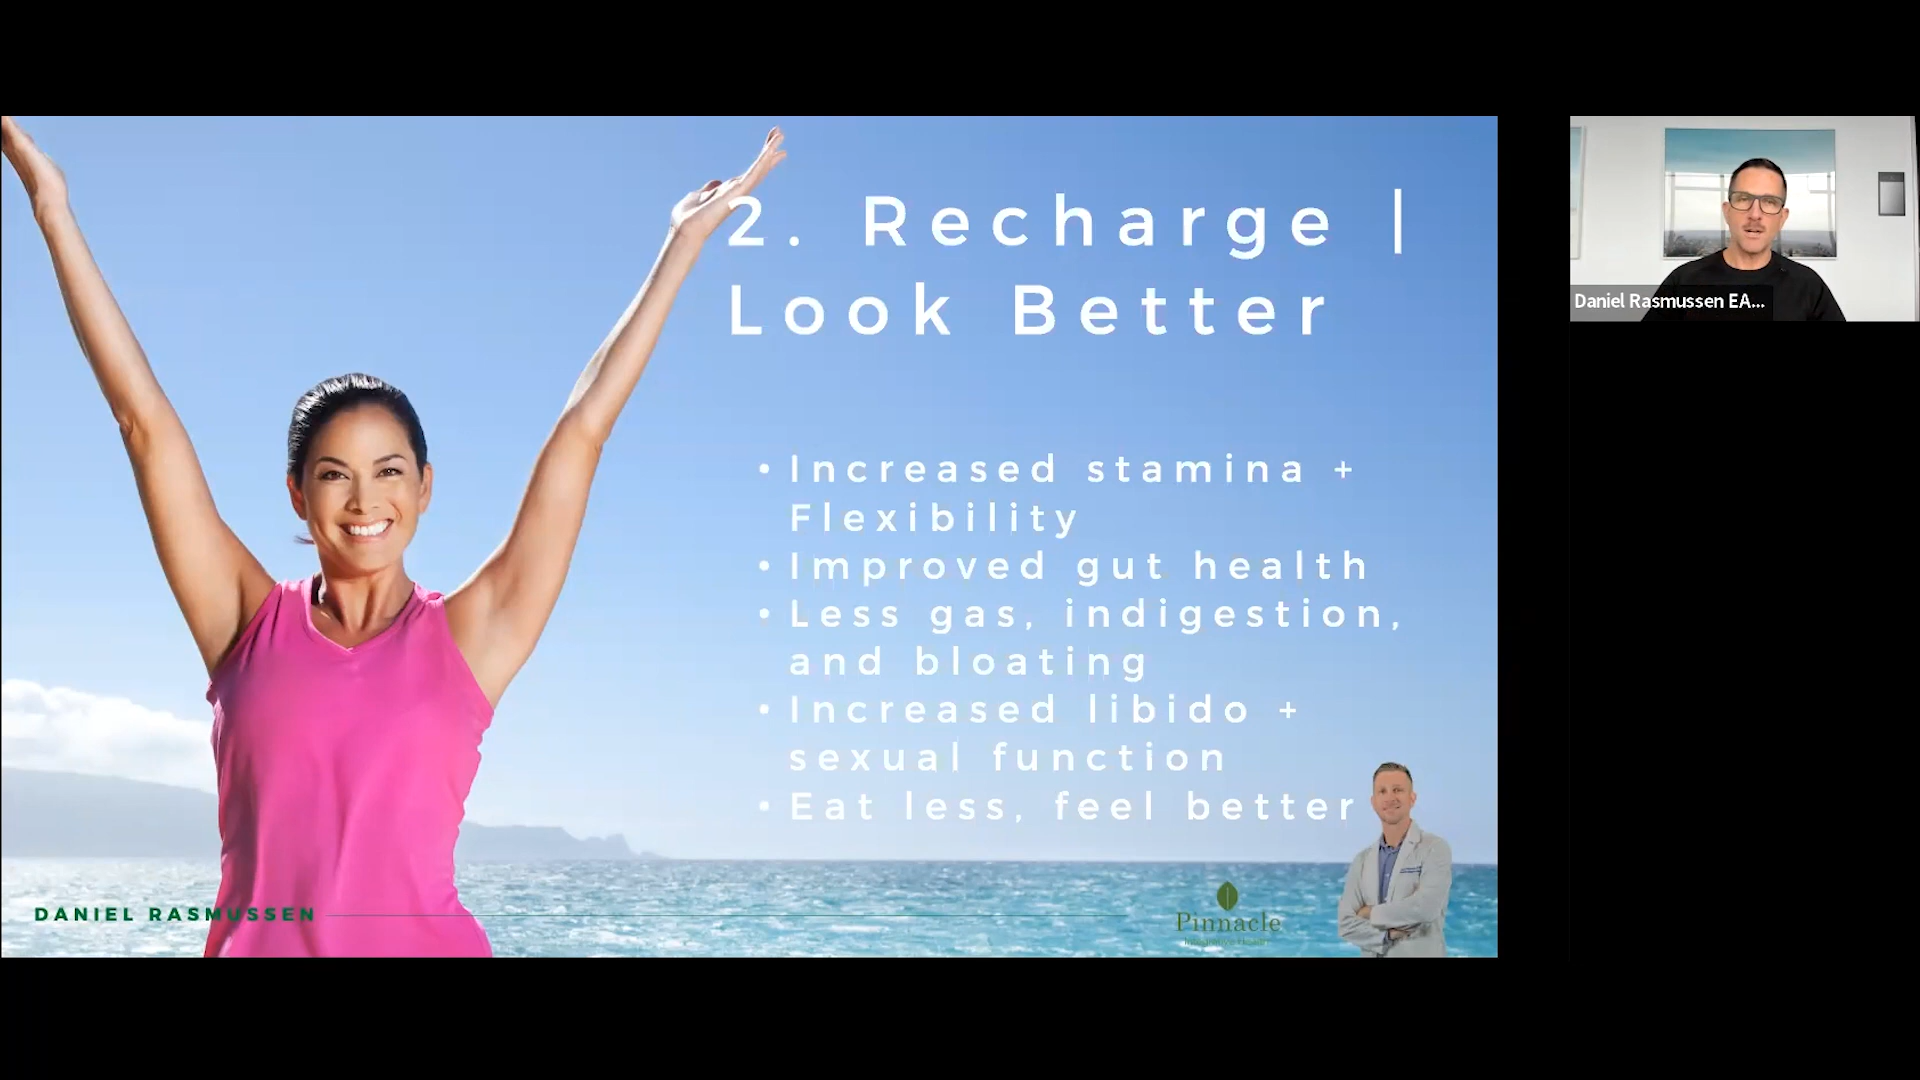 2. Recharge |
Look Better
• Increased stamina +
Flexibility
• Improved gut health
• Less gas, indigestion,
and bloating
• Increased libido +
sexual function
• Eat less, feel better
DANIEL RASMUSSEN
Pinnacle
Daniel Rasmussen EA...